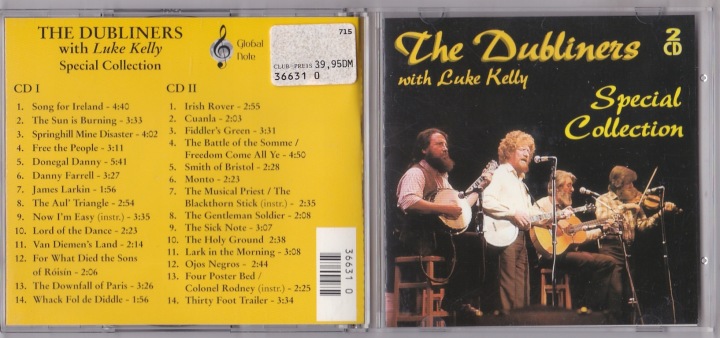 THE DUBLINERS
with Luke Kelly
Special Collection
Global
Note
715
CLUB-PREIS 39,95DM
36631 0
CD I
1. Song for Ireland - 4:40
2. The Sun is Burning - 3:33
3. Springhill Mine Disaster - 4:02
4. Free the People - 3:11
5. Donegal Danny - 5:41
6. Danny Farrell - 3:27
7. James Larkin - 1:56
8. The Aul' Triangle - 2:54
9. Now I'm Easy (instr.) - 3:35
10. Lord of the Dance - 2:23
11. Van Diemen's Land - 2:14
12. For What Died the Sons
of Róisín - 2:06
13. The Downfall of Paris - 3:26
14. Whack Fol de Diddle - 1:56
CD II
1. Irish Rover - 2:55
2. Cuanla - 2:03
3. Fiddler's Green - 3:31
4. The Battle of the Somme /
Freedom Come All Ye - 4:50
5. Smith of Bristol - 2:28
6. Monto - 2:23
7. The Musical Priest / The
Blackthorn Stick (instr.) - 2:35
8. The Gentleman Soldier - 2:08
9. The Sick Note - 3:07
10. The Holy Ground 2:38
11. Lark in the Morning - 3:08
12. Ojos Negros - 2:44
13. Four Poster Bed /
Colonel Rodney (instr.) - 2:25
14. Thirty Foot Trailer - 3:34
36631 0
The Dubliners
with Luke Kelly
2
CD
Special
Collection